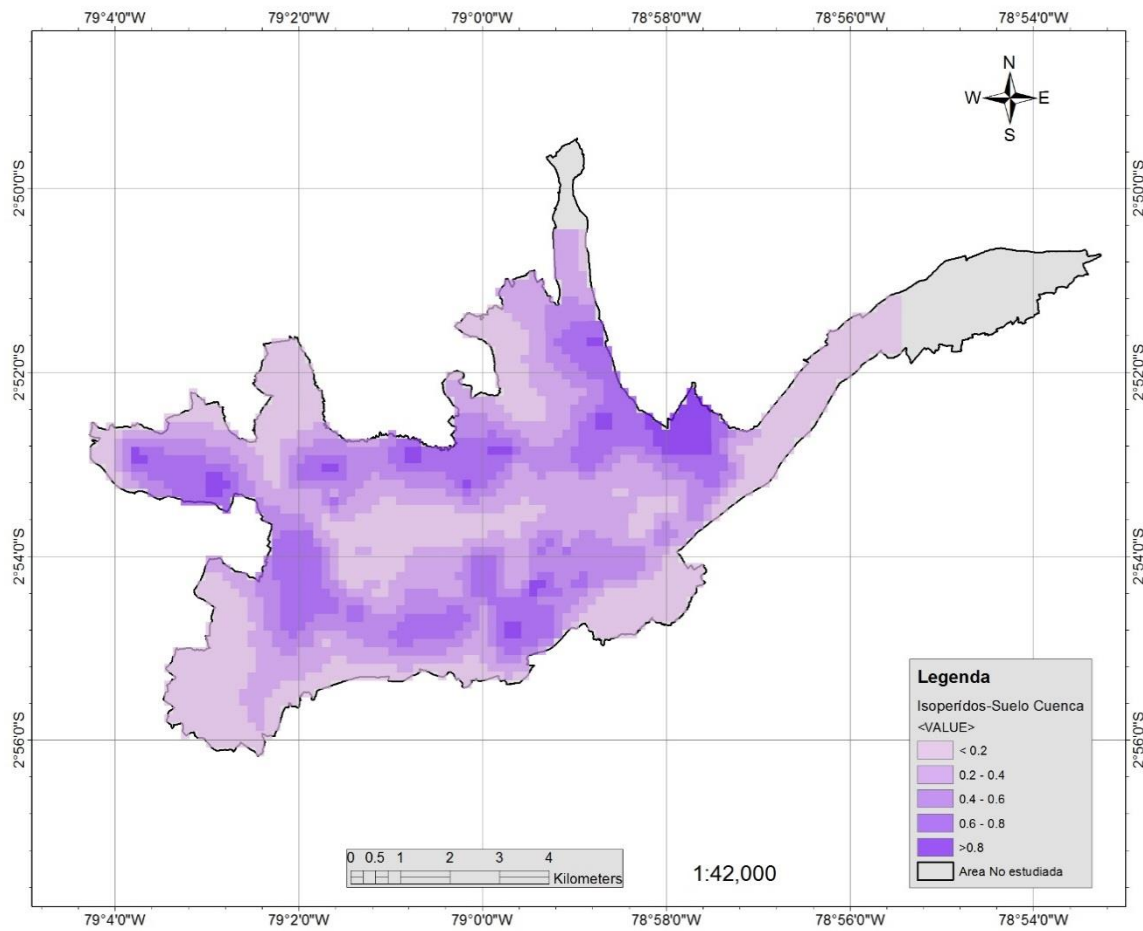 79°4'0"W 79°2'0"W 79°0'0"W 78°58'0"W 78°56'0"W 78°54'0"W
N
W E
S
2°50'0"S 2°50'0"S
2°52'0"S 2°52'0"S
2°54'0"S 2°54'0"S
2°56'0"S 2°56'0"S
Legenda
Isoperídos-Suelo Cuenca
<VALUE>
< 0.2
0.2 - 0.4
0.4 - 0.6
0.6 - 0.8
>0.8
Area No estudiada
0 0.5 1 2 3 4
Kilometers
1:42,000
79°4'0"W 79°2'0"W 79°0'0"W 78°58'0"W 78°56'0"W 78°54'0"W